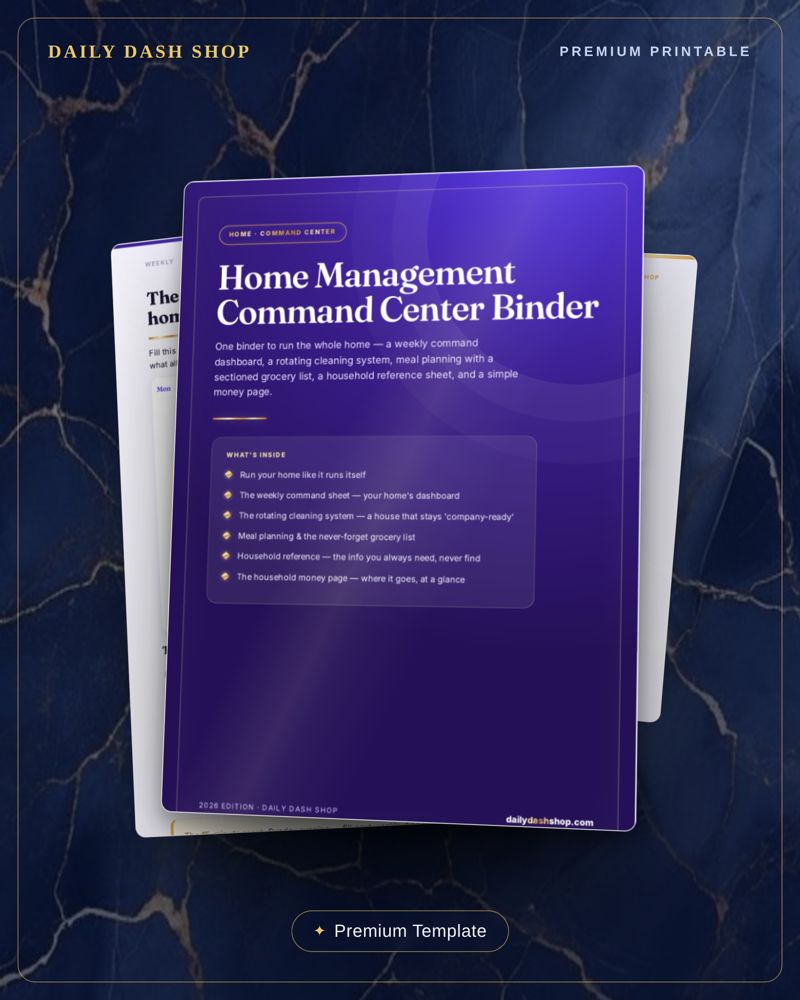 DAILY DASH SHOP
PREMIUM PRINTABLE
HOME · COMMAND CENTER
Home Management
Command Center Binder
One binder to run the whole home — a weekly command
dashboard, a rotating cleaning system, meal planning with a
sectioned grocery list, a household reference sheet, and a simple
money page.
WHAT'S INSIDE
Run your home like it runs itself
The weekly command sheet — your home's dashboard
The rotating cleaning system — a house that stays 'company-ready'
Meal planning & the never-forget grocery list
Household reference — the info you always need, never find
The household money page — where it goes, at a glance
2026 EDITION · DAILY DASH SHOP
dailydashshop.com
WEEKLY
The
Fill this
Mon
HOP
✦ Premium Template